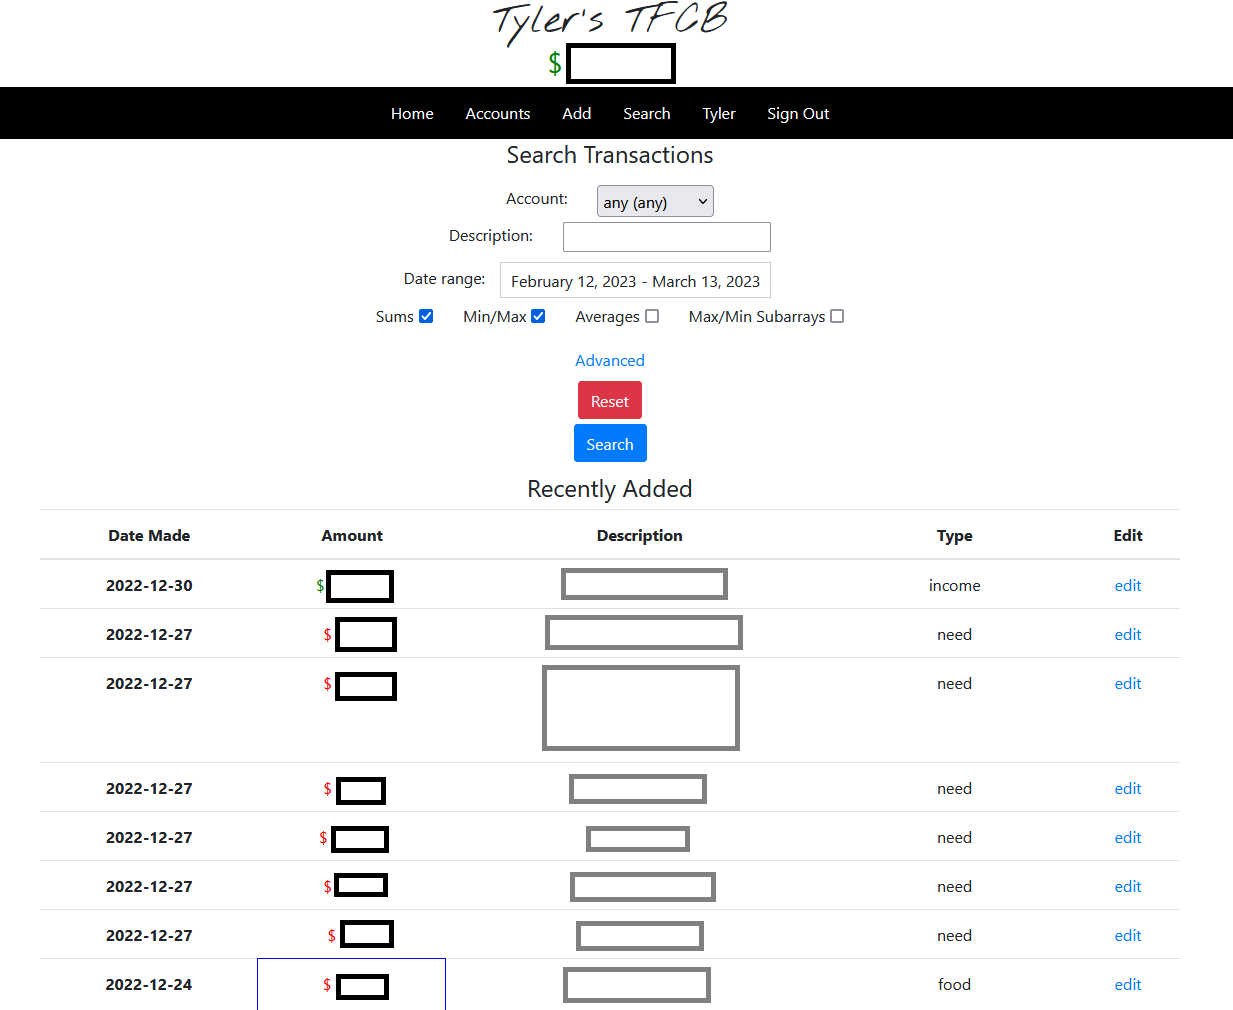 Tyler's TFCB
$
Home Accounts Add Search Tyler Sign Out
Search Transactions
Account: any (any)
Description:
Date range: February 12, 2023 - March 13, 2023
Sums Min/Max Averages Max/Min Subarrays
Advanced
Reset
Search
Recently Added
Date Made Amount Description Type Edit
2022-12-30 $ income edit
2022-12-27 $ need edit
2022-12-27 $ need edit
2022-12-27 $ need edit
2022-12-27 $ need edit
2022-12-27 $ need edit
2022-12-27 $ need edit
2022-12-24 $ food edit